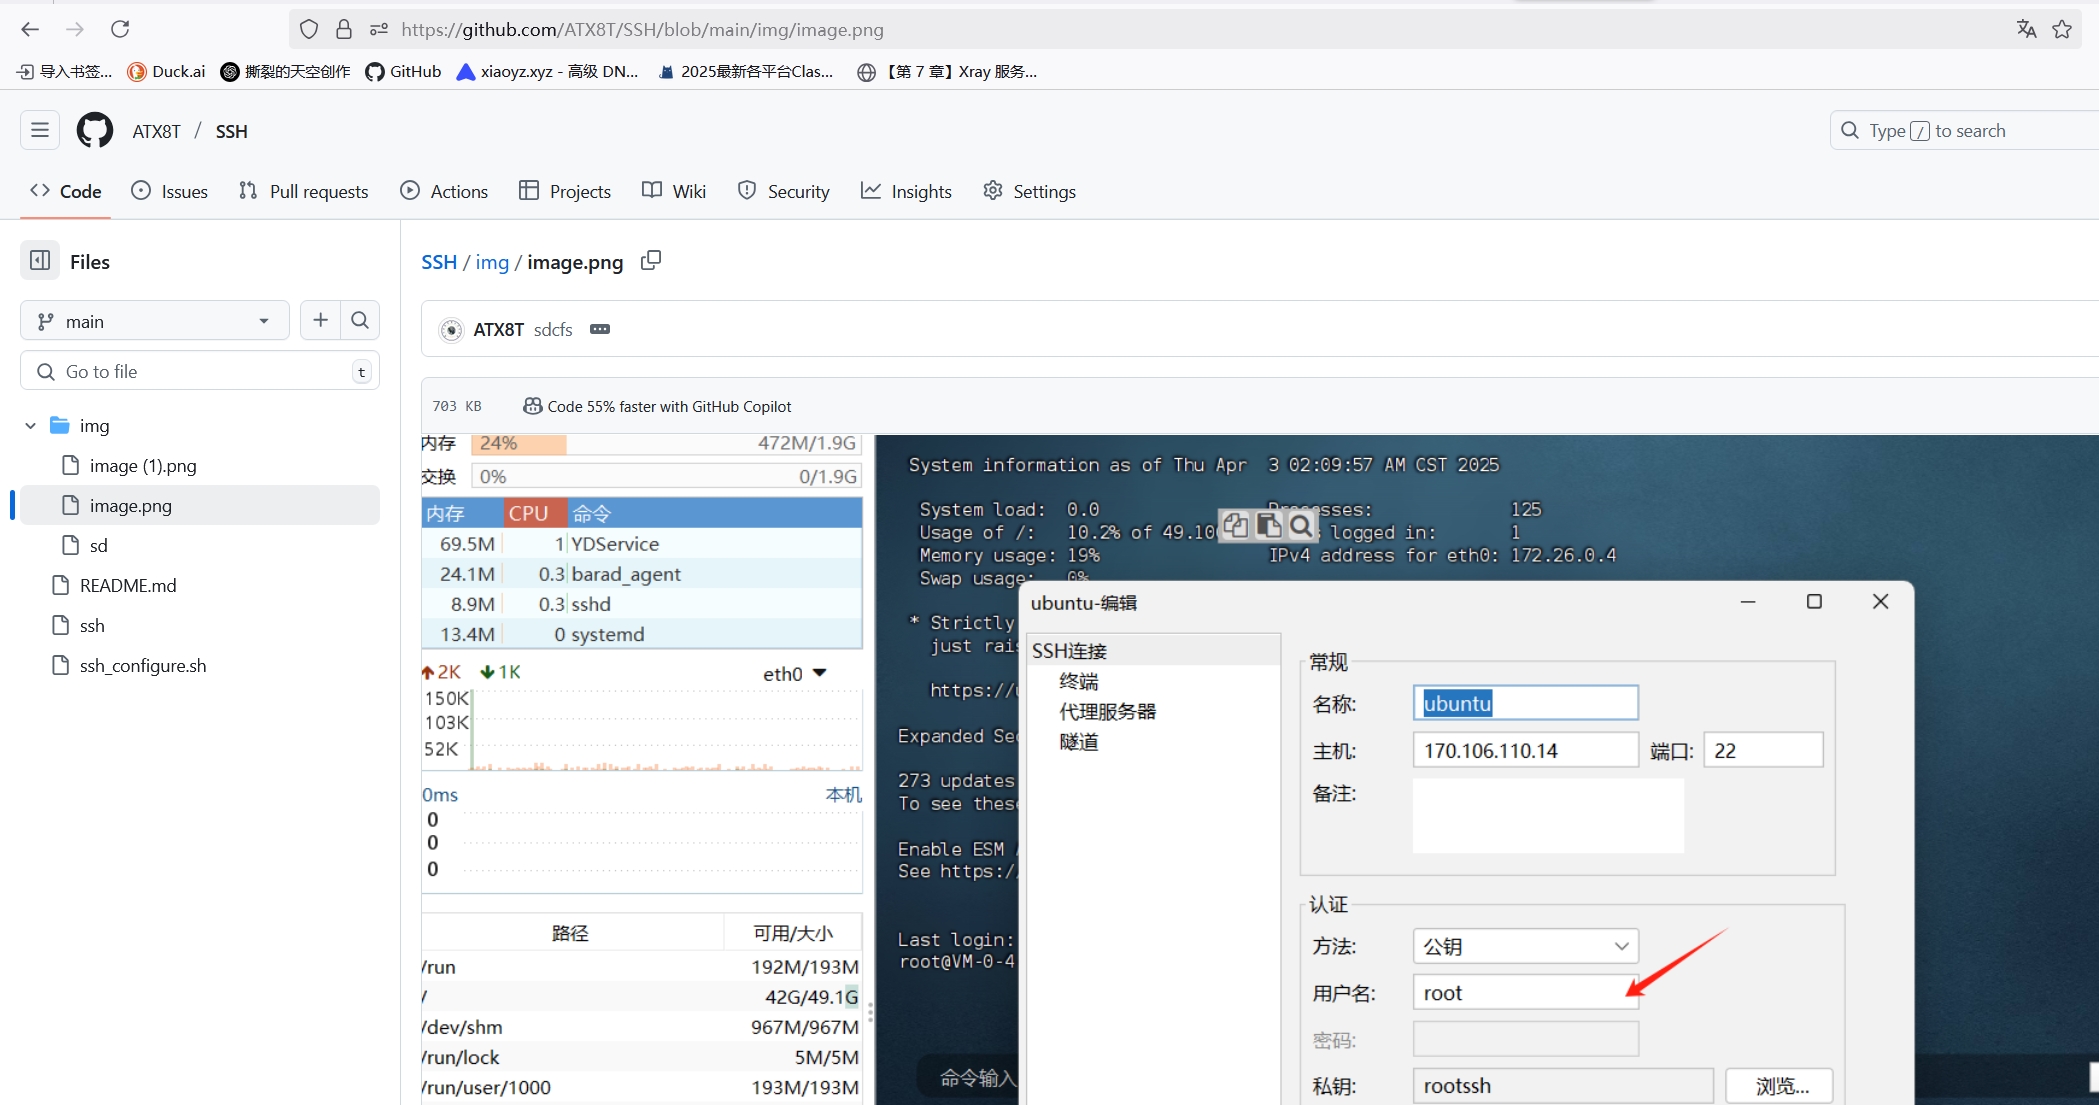 https://github.com/ATX8T/SSH/blob/main/img/image.png
导入书签...
Duck.ai
撕裂的天空创作
GitHub
xiaoyz.xyz - 高级 DN...
2025最新各平台Clas...
【第 7 章】Xray 服务...
ATX8T / SSH
Type / to search
Code
Issues
Pull requests
Actions
Projects
Wiki
Security
Insights
Settings
Files
main
Go to file
t
img
image (1).png
image.png
sd
README.md
ssh
ssh_configure.sh
SSH / img / image.png
ATX8T sdcfs
703 KB
Code 55% faster with GitHub Copilot
内存 24% 472M/1.9G
交换 0% 0/1.9G
内存 CPU 命令
69.5M 1 YDService
24.1M 0.3 barad_agent
8.9M 0.3 sshd
13.4M 0 systemd
2K 1K eth0
150K
103K
52K
0ms 本机
0
0
0
路径 可用/大小
/run 192M/193M
/ 42G/49.1G
/dev/shm 967M/967M
/run/lock 5M/5M
/run/user/1000 193M/193M
System information as of Thu Apr 3 02:09:57 AM CST 2025
System load: 0.0 125
Usage of /: 10.2% of 49.10 logged in: 1
Memory usage: 19% IPv4 address for eth0: 172.26.0.4
Swap usage: 0%
* Strictly
just rais
https://u
Expanded Sec
273 updates
To see these
Enable ESM
See https:/
Last login:
root@VM-0-4
命令输入
ubuntu-编辑
SSH连接
终端
代理服务器
隧道
常规
名称: ubuntu
主机: 170.106.110.14 端口: 22
备注:
认证
方法: 公钥
用户名: root
密码:
私钥: rootssh 浏览...